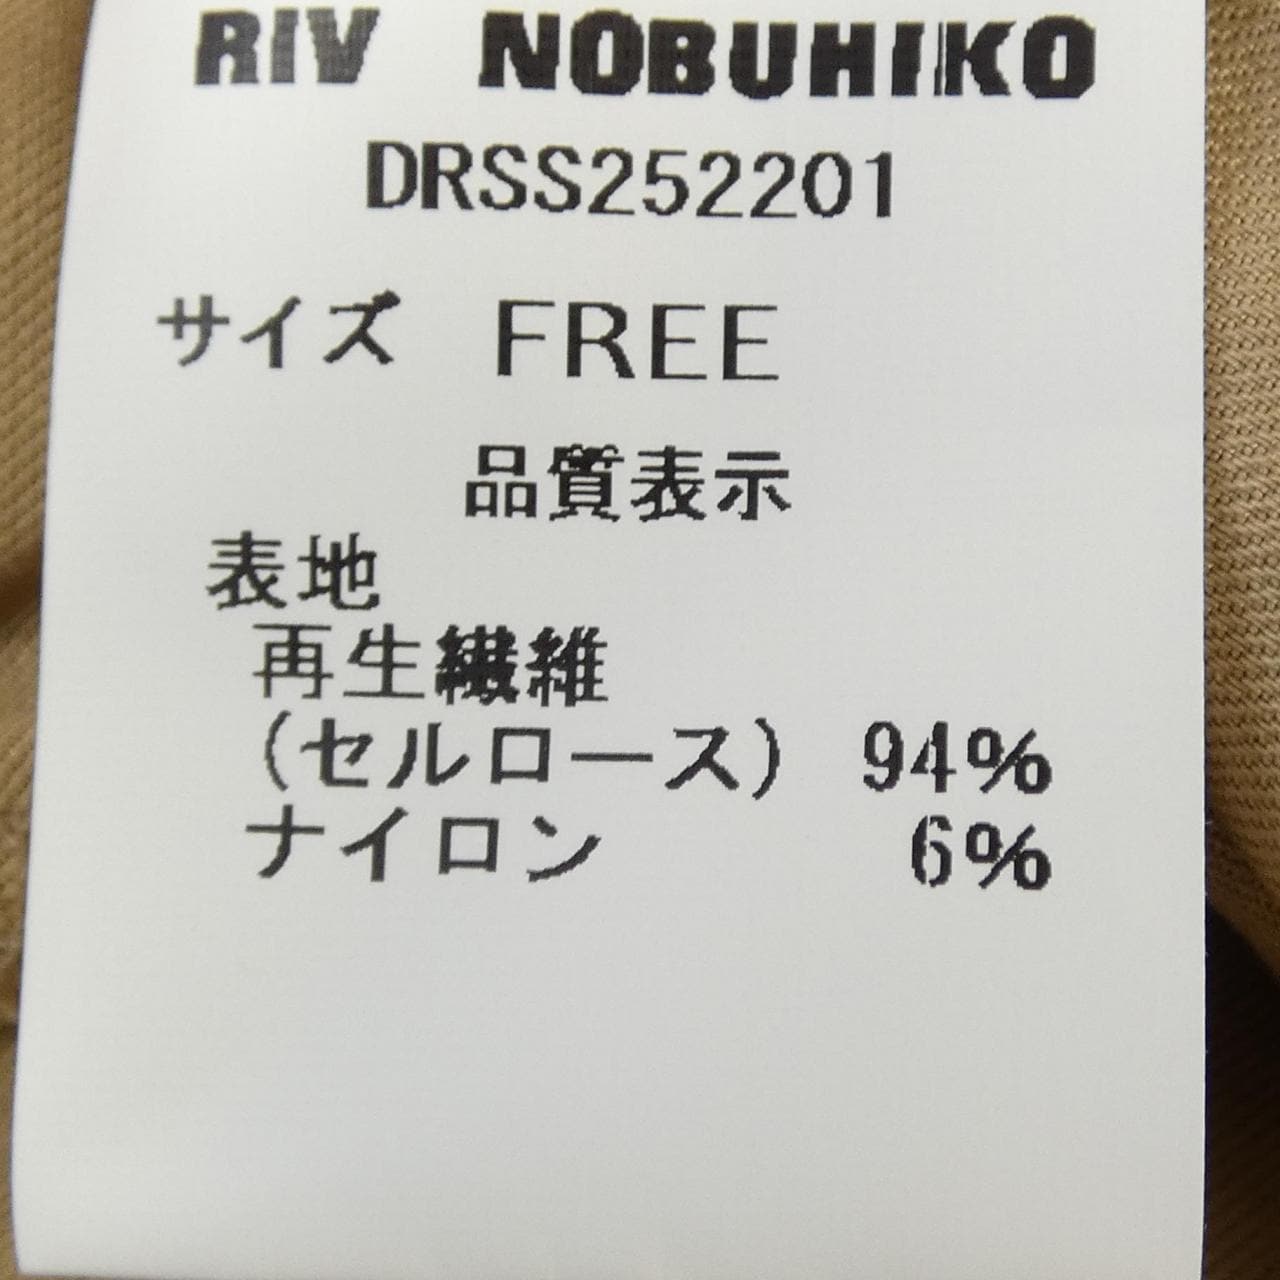 RIV NOBUHIKO
DRSS252201
サイズ FREE
品質表示
表地
再生繊維
(セルロース) 94%
ナイロン 6%